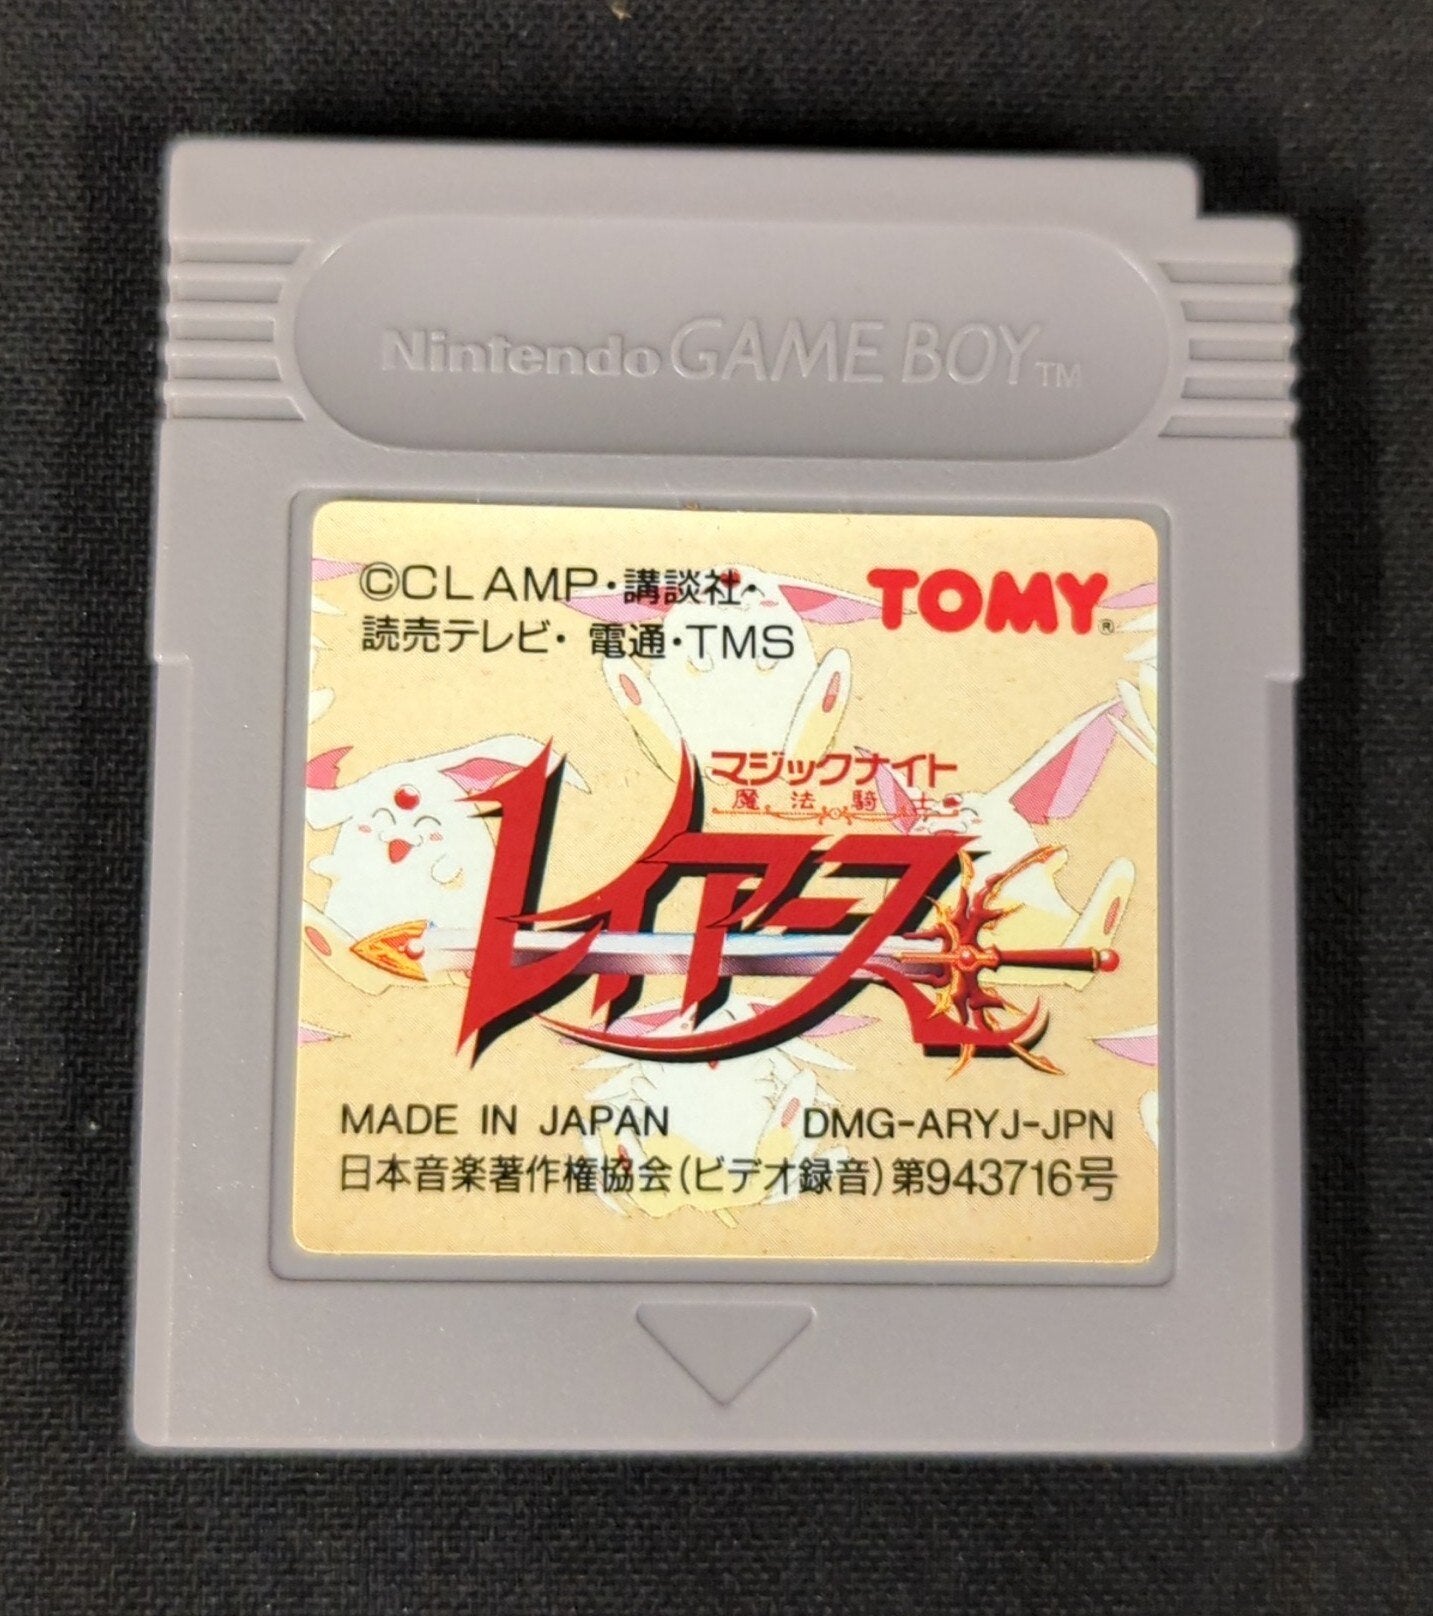 Nintendo GAME BOY TM
©CLAMP・講談社・
読売テレビ・電通・TMS
TOMY®
マジックナイト
魔法騎士
レイアース
MADE IN JAPAN DMG-ARYJ-JPN
日本音楽著作権協会(ビデオ録音)第943716号